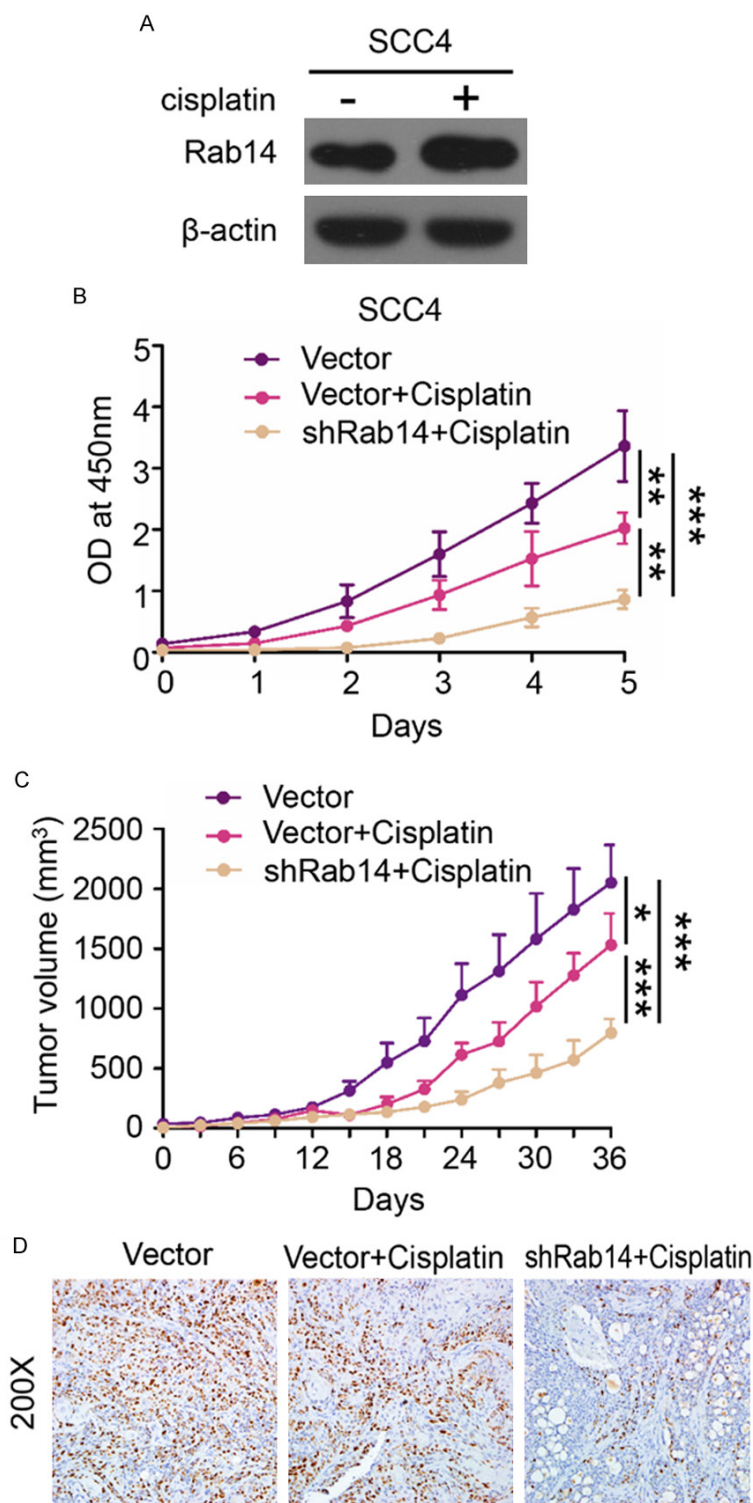 A
SCC4
cisplatin - +
Rab14
β-actin
B
SCC4
Vector
Vector+Cisplatin
shRab14+Cisplatin
OD at 450nm
5
4
3
2
1
0
0 1 2 3 4 5
Days
**
**
***
C
Vector
Vector+Cisplatin
shRab14+Cisplatin
Tumor volume (mm³)
2500
2000
1500
1000
500
0
0 6 12 18 24 30 36
Days
*
***
***
D
Vector Vector+Cisplatin shRab14+Cisplatin
200X